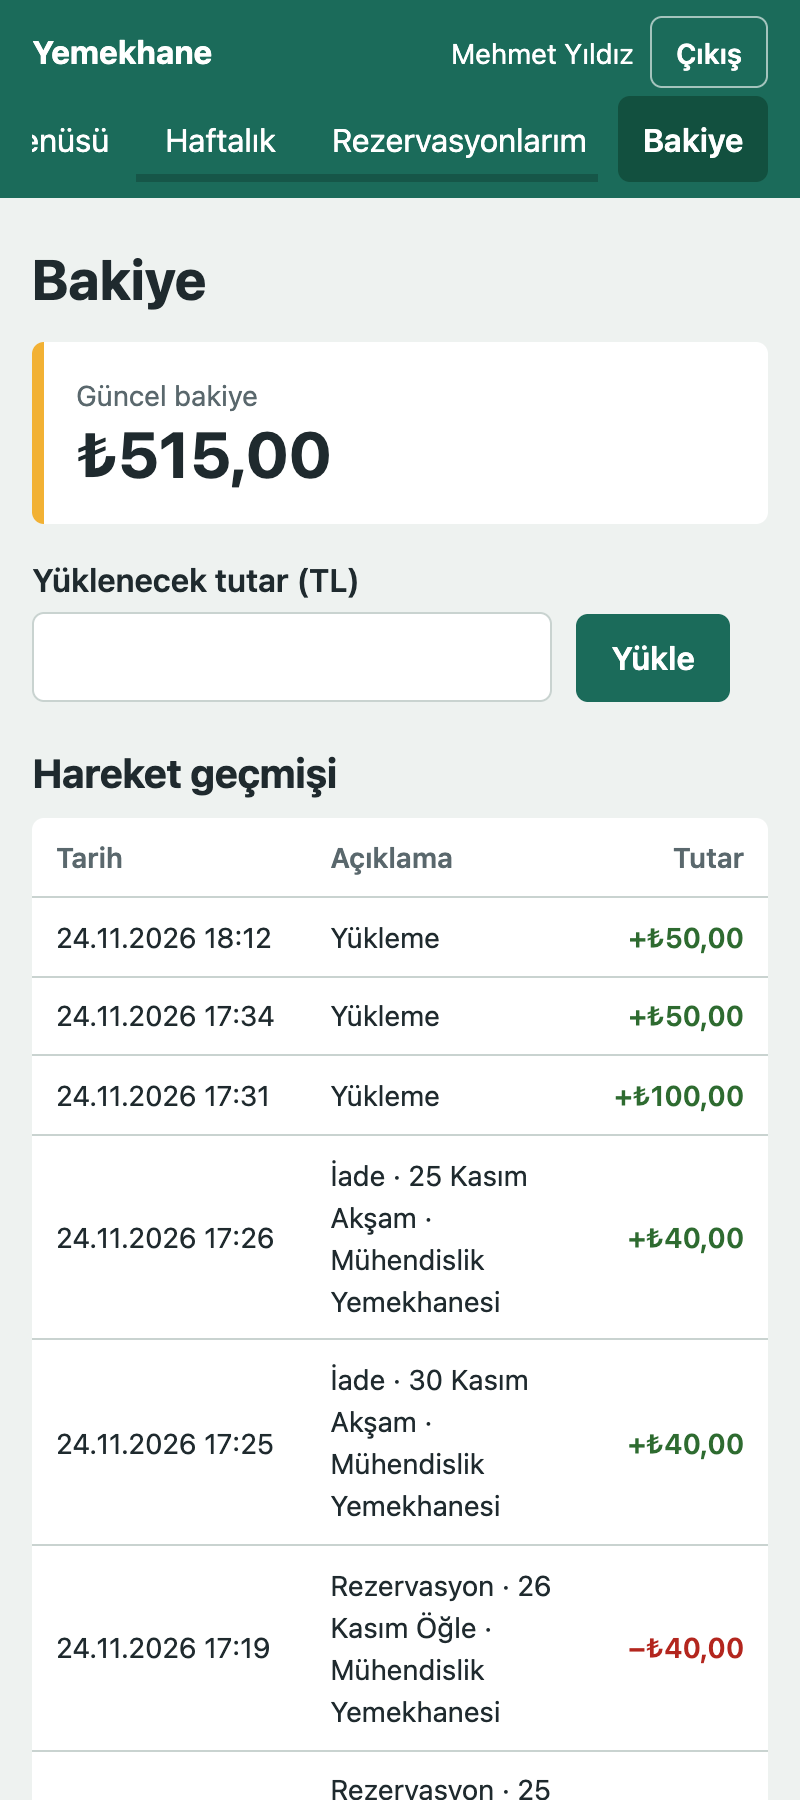 Yemekhane
Mehmet Yıldız
Çıkış
enüsü
Haftalık
Rezervasyonlarım
Bakiye
Bakiye
Güncel bakiye
₺515,00
Yüklenecek tutar (TL)
Yükle
Hareket geçmişi
Tarih Açıklama Tutar
24.11.2026 18:12 Yükleme +₺50,00
24.11.2026 17:34 Yükleme +₺50,00
24.11.2026 17:31 Yükleme +₺100,00
24.11.2026 17:26
İade · 25 Kasım
Akşam ·
Mühendislik
Yemekhanesi
+₺40,00
24.11.2026 17:25
İade · 30 Kasım
Akşam ·
Mühendislik
Yemekhanesi
+₺40,00
24.11.2026 17:19
Rezervasyon · 26
Kasım Öğle ·
Mühendislik
Yemekhanesi
−₺40,00
Rezervasyon · 25